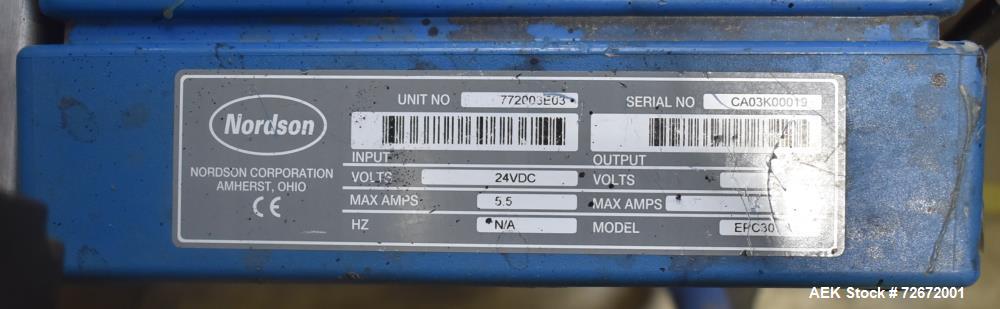 Nordson
NORDSON CORPORATION
AMHERST, OHIO
CE
UNIT NO 772003E03
SERIAL NO CA03K00019
INPUT
VOLTS 24VDC
MAX AMPS 5.5
HZ N/A
OUTPUT
VOLTS
MAX AMPS
MODEL
AEK Stock # 72672001